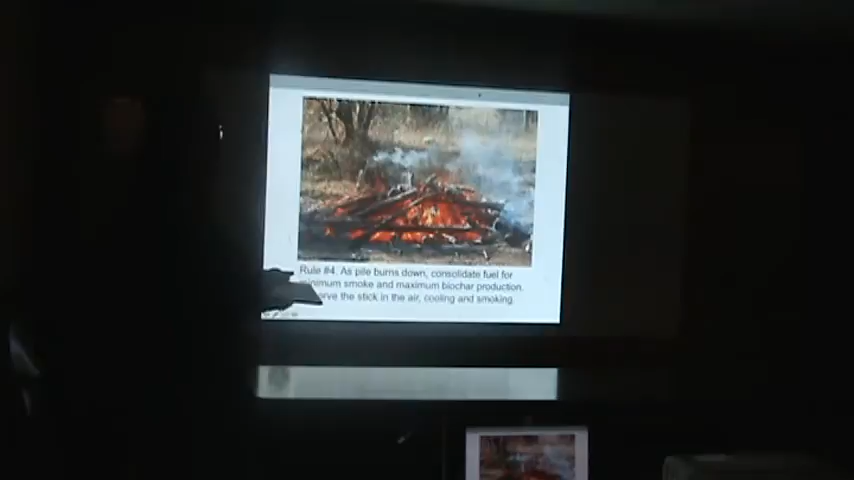 Rule #4. As pile burns down, consolidate fuel for
minimum smoke and maximum biochar production.
the stick in the air, cooling and smoking.